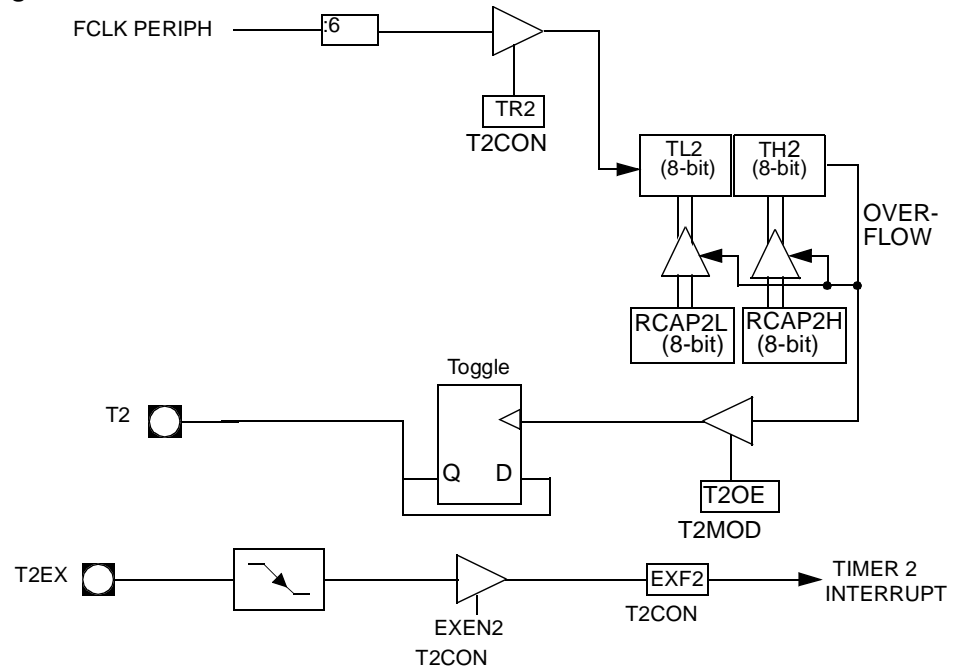 FCLK PERIPH
:6
TR2
T2CON
TL2
(8-bit)
TH2
(8-bit)
OVER-
FLOW
RCAP2L
(8-bit)
RCAP2H
(8-bit)
Toggle
T2
Q D
T2OE
T2MOD
T2EX
EXEN2
T2CON
EXF2
T2CON
TIMER 2
INTERRUPT